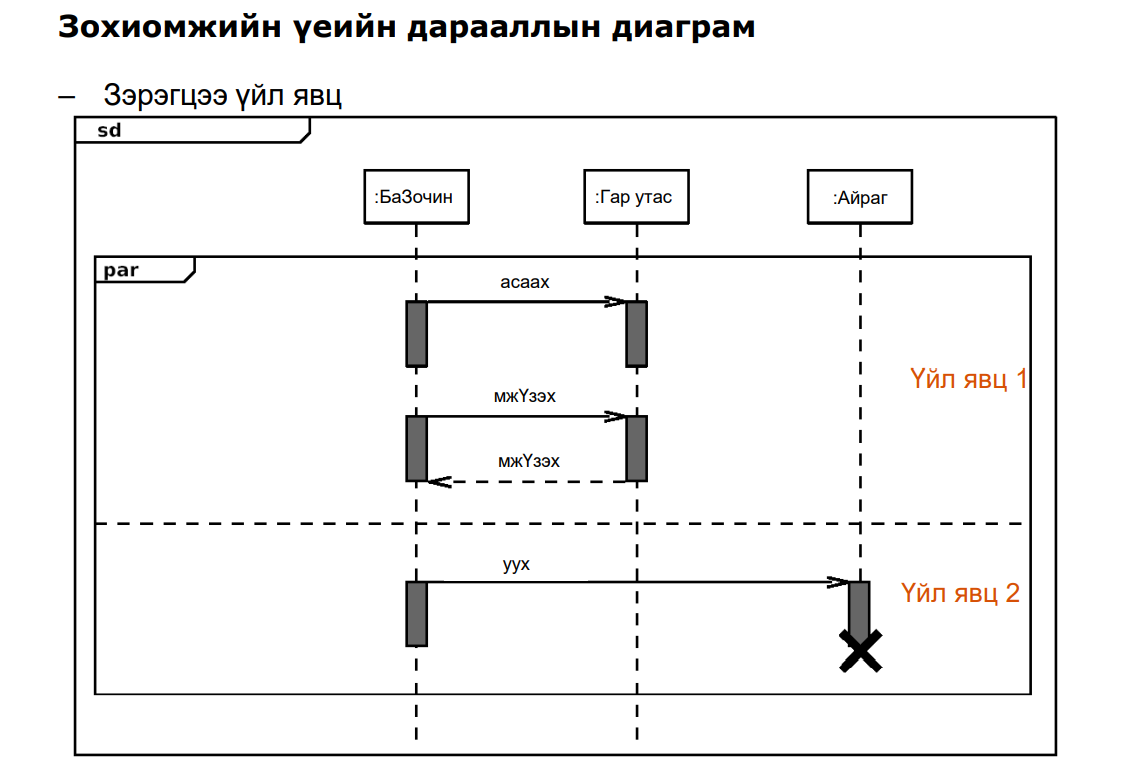 Зохиомжийн үеийн дарааллын диаграм
– Зэрэгцээ үйл явц
sd
:БаЗочин :Гар утас :Айраг
par
асаах
Үйл явц 1
мжҮзэх
мжҮзэх
уух
Үйл явц 2